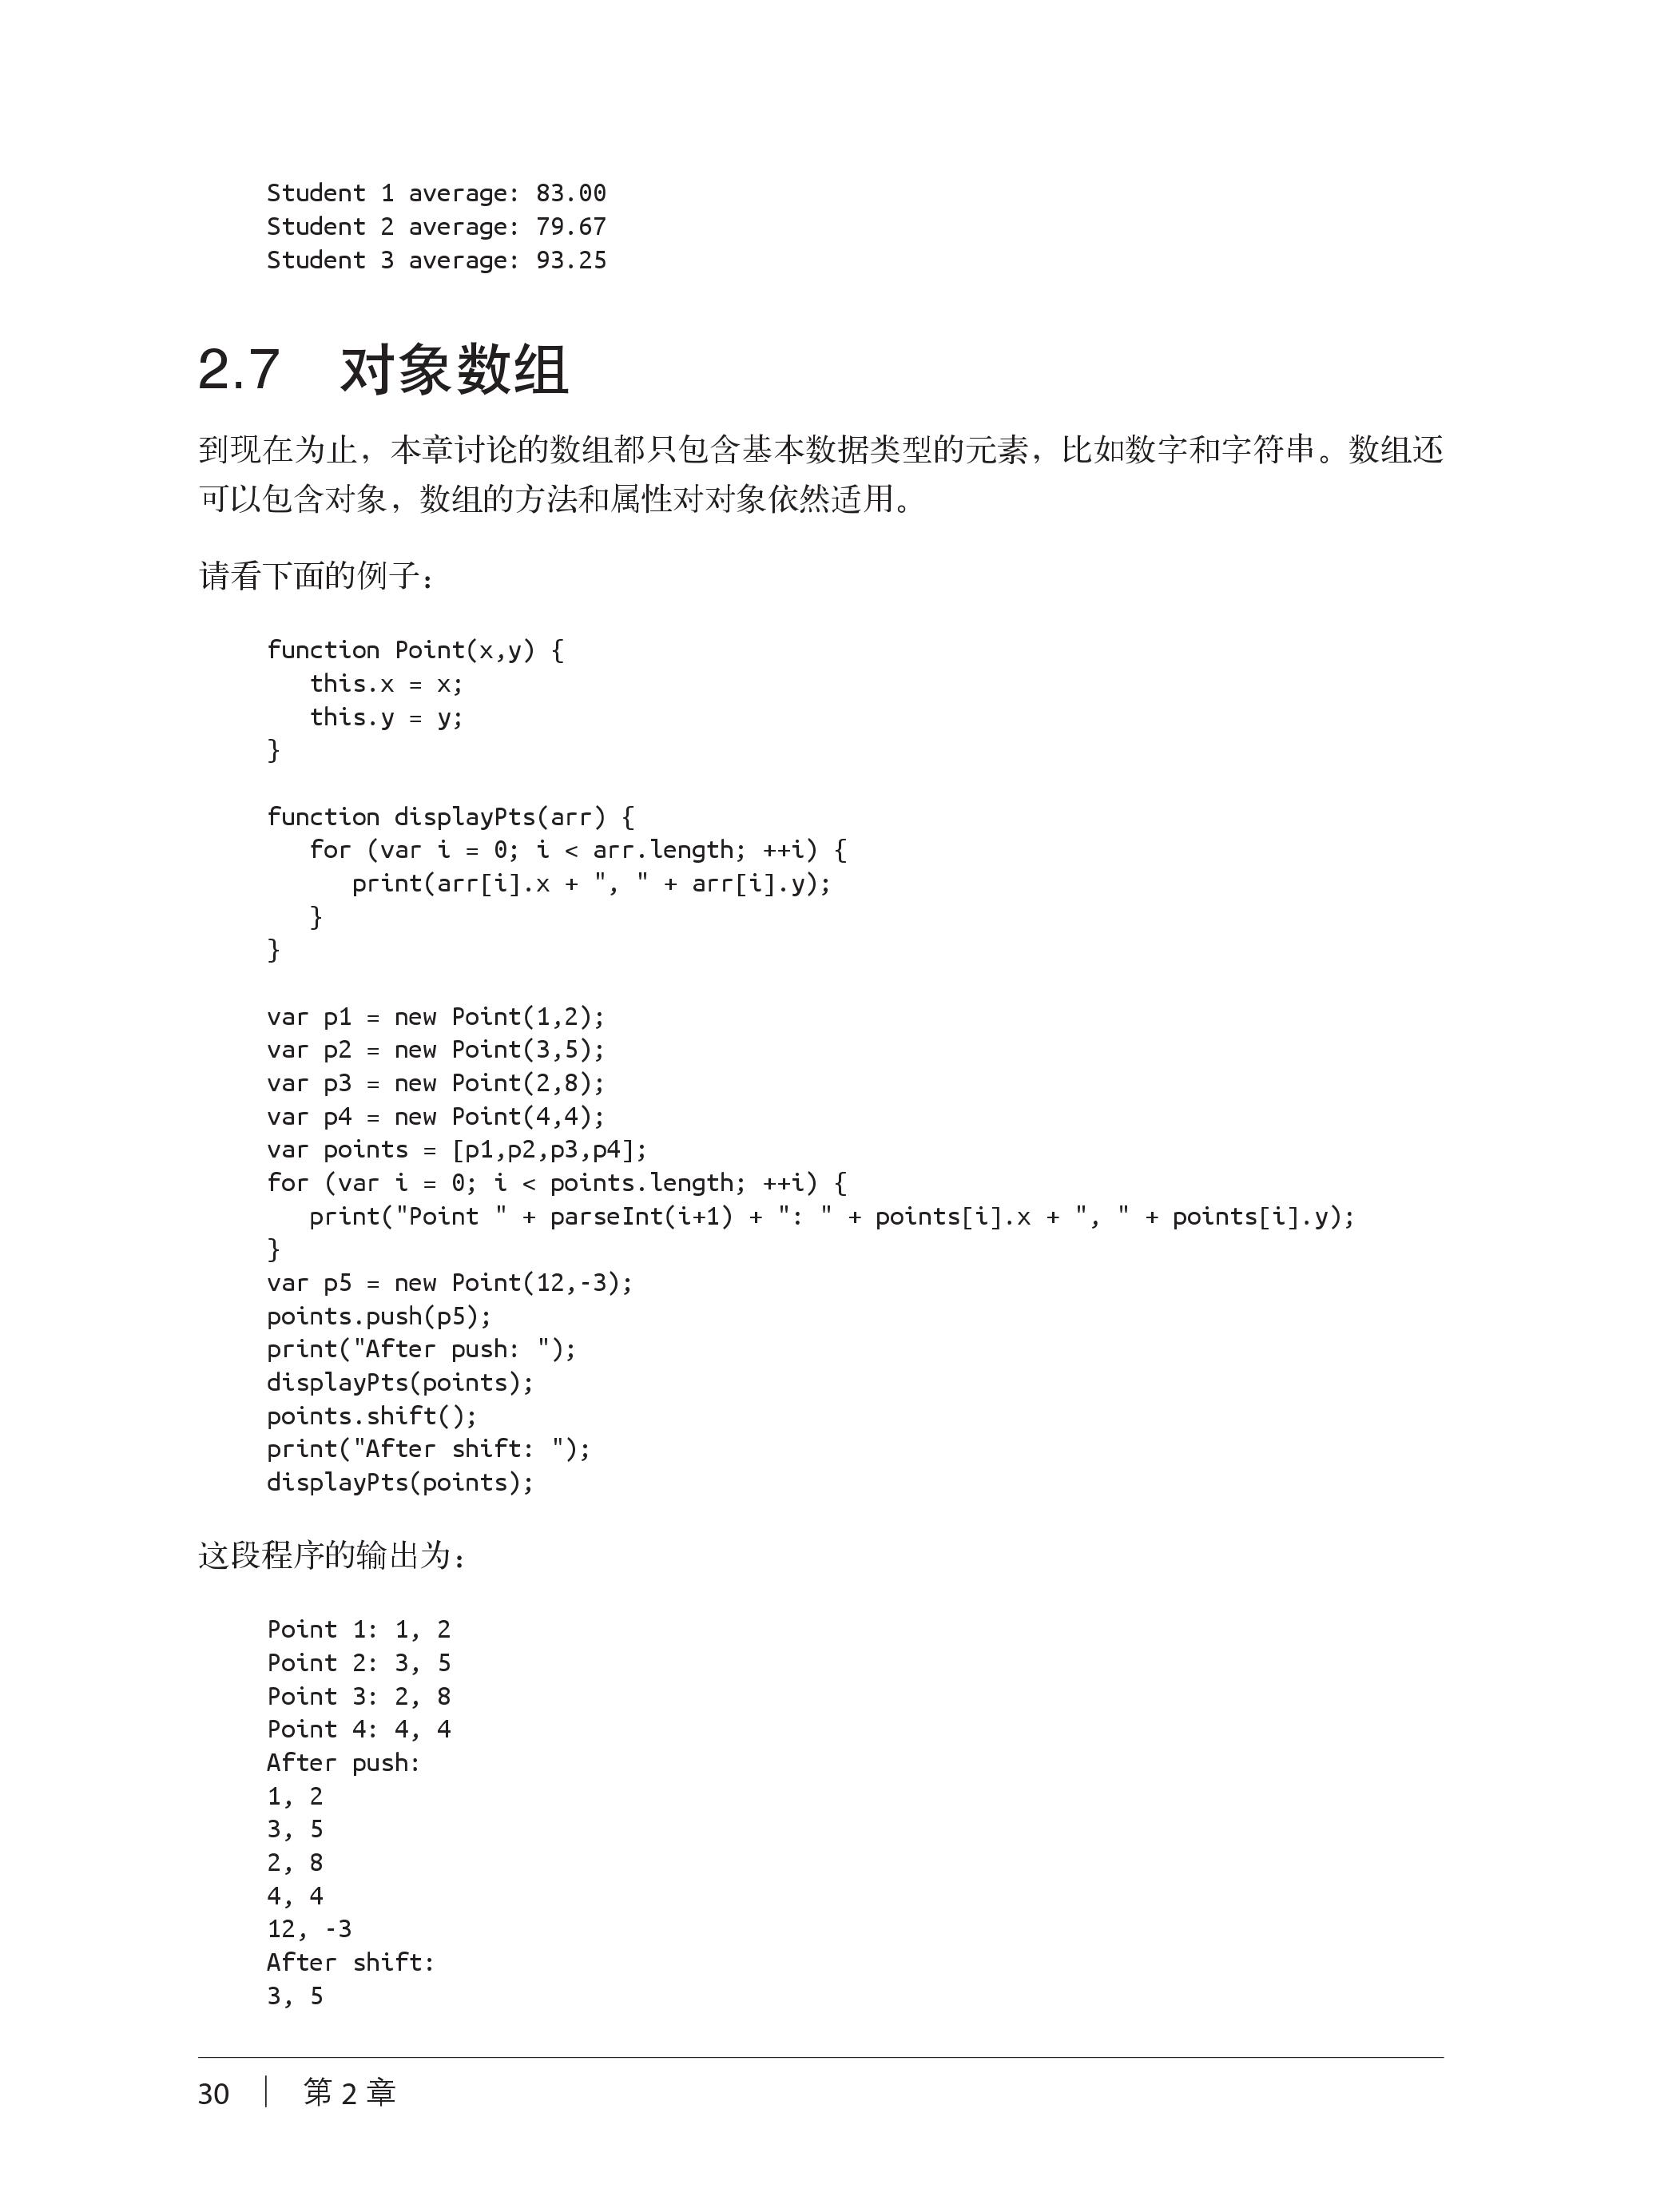 Student 1 average: 83.00
Student 2 average: 79.67
Student 3 average: 93.25
2.7 对象数组
到现在为止，本章讨论的数组都只包含基本数据类型的元素，比如数字和字符串。数组还
可以包含对象，数组的方法和属性对对象依然适用。
请看下面的例子：
function Point(x,y) {
   this.x = x;
   this.y = y;
}
function displayPts(arr) {
   for (var i = 0; i < arr.length; ++i) {
      print(arr[i].x + ", " + arr[i].y);
   }
}
var p1 = new Point(1,2);
var p2 = new Point(3,5);
var p3 = new Point(2,8);
var p4 = new Point(4,4);
var points = [p1,p2,p3,p4];
for (var i = 0; i < points.length; ++i) {
   print("Point " + parseInt(i+1) + ": " + points[i].x + ", " + points[i].y);
}
var p5 = new Point(12,-3);
points.push(p5);
print("After push: ");
displayPts(points);
points.shift();
print("After shift: ");
displayPts(points);
这段程序的输出为：
Point 1: 1, 2
Point 2: 3, 5
Point 3: 2, 8
Point 4: 4, 4
After push:
1, 2
3, 5
2, 8
4, 4
12, -3
After shift:
3, 5
30 | 第 2 章